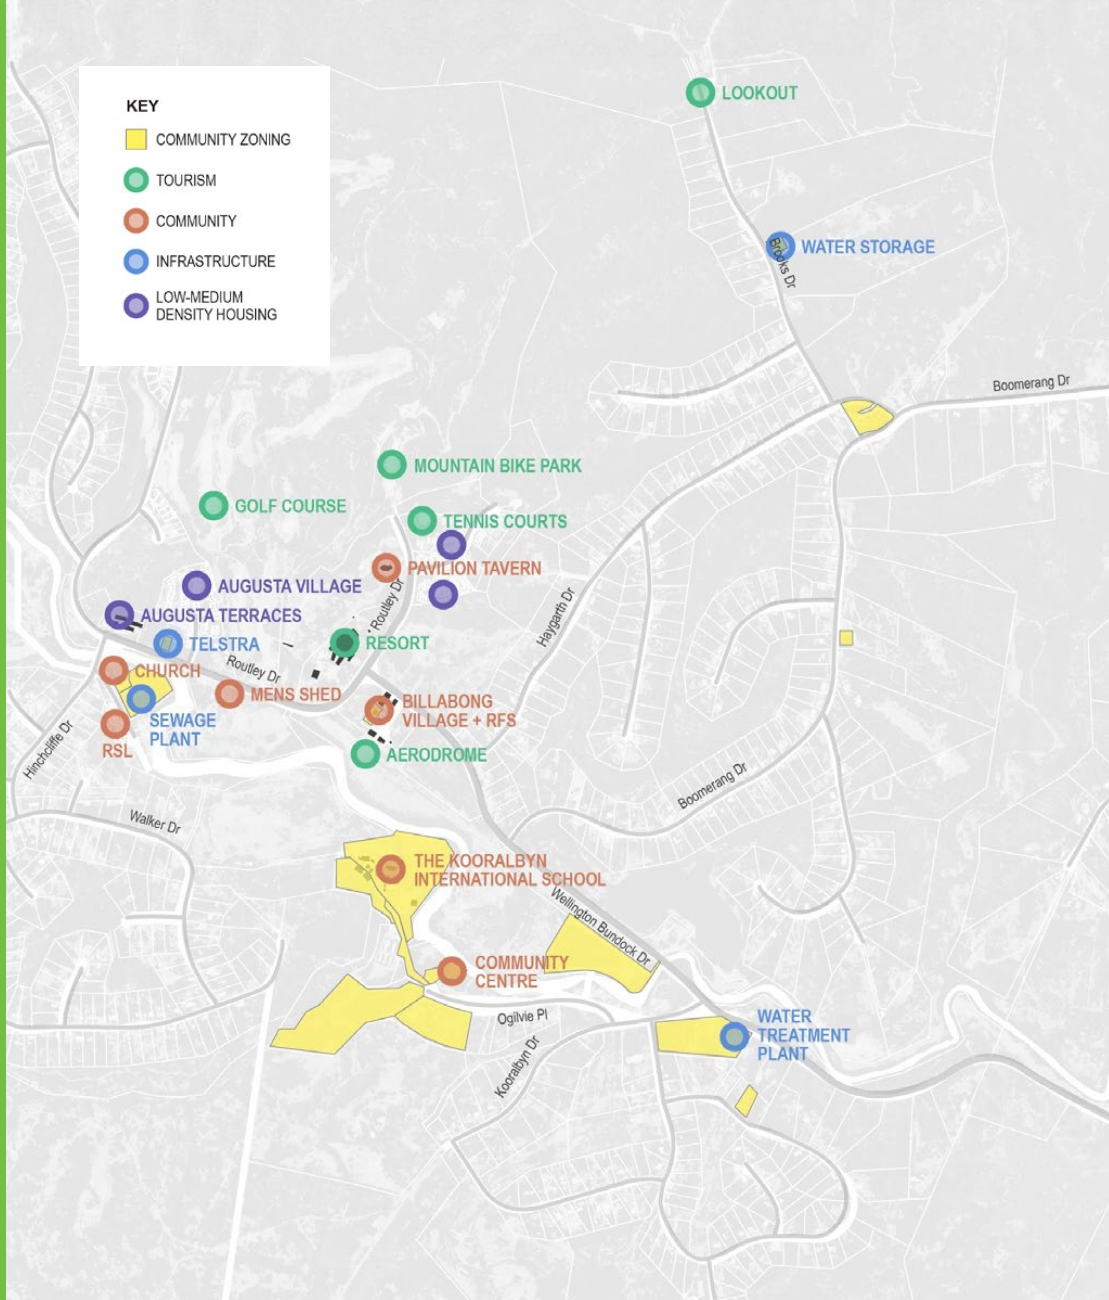 KEY
COMMUNITY ZONING
TOURISM
COMMUNITY
INFRASTRUCTURE
LOW-MEDIUM
DENSITY HOUSING
LOOKOUT
WATER STORAGE
Brooks Dr
Boomerang Dr
MOUNTAIN BIKE PARK
GOLF COURSE
TENNIS COURTS
PAVILION TAVERN
AUGUSTA VILLAGE
Routley Dr
Haygarth Dr
AUGUSTA TERRACES
TELSTRA
RESORT
CHURCH
Routley Dr
MENS SHED
BILLABONG
VILLAGE + RFS
SEWAGE
PLANT
RSL
Hinchcliffe Dr
AERODROME
Boomerang Dr
Walker Dr
THE KOORALBYN
INTERNATIONAL SCHOOL
Wellington Bundock Dr
COMMUNITY
CENTRE
Ogilvie Pl
WATER
TREATMENT
PLANT
Kooralbyn Dr